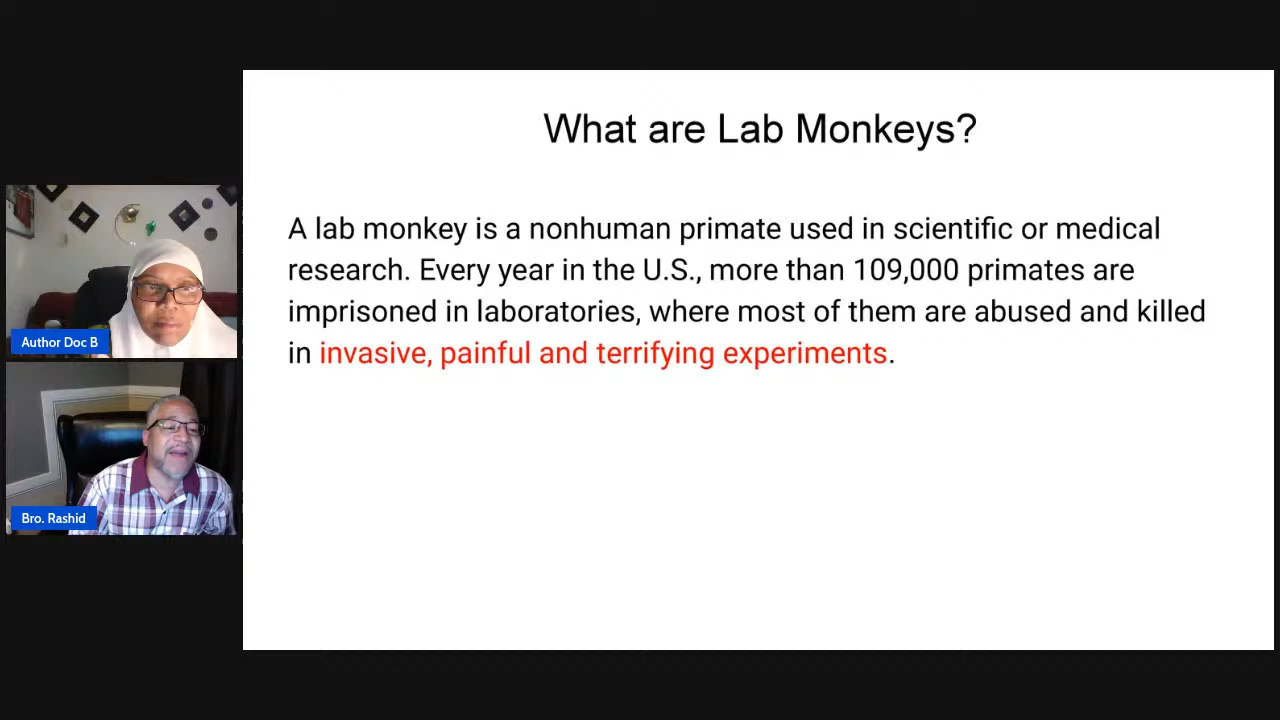 What are Lab Monkeys?
A lab monkey is a nonhuman primate used in scientific or medical
research. Every year in the U.S., more than 109,000 primates are
imprisoned in laboratories, where most of them are abused and killed
in invasive, painful and terrifying experiments.
Author Doc B
Bro. Rashid